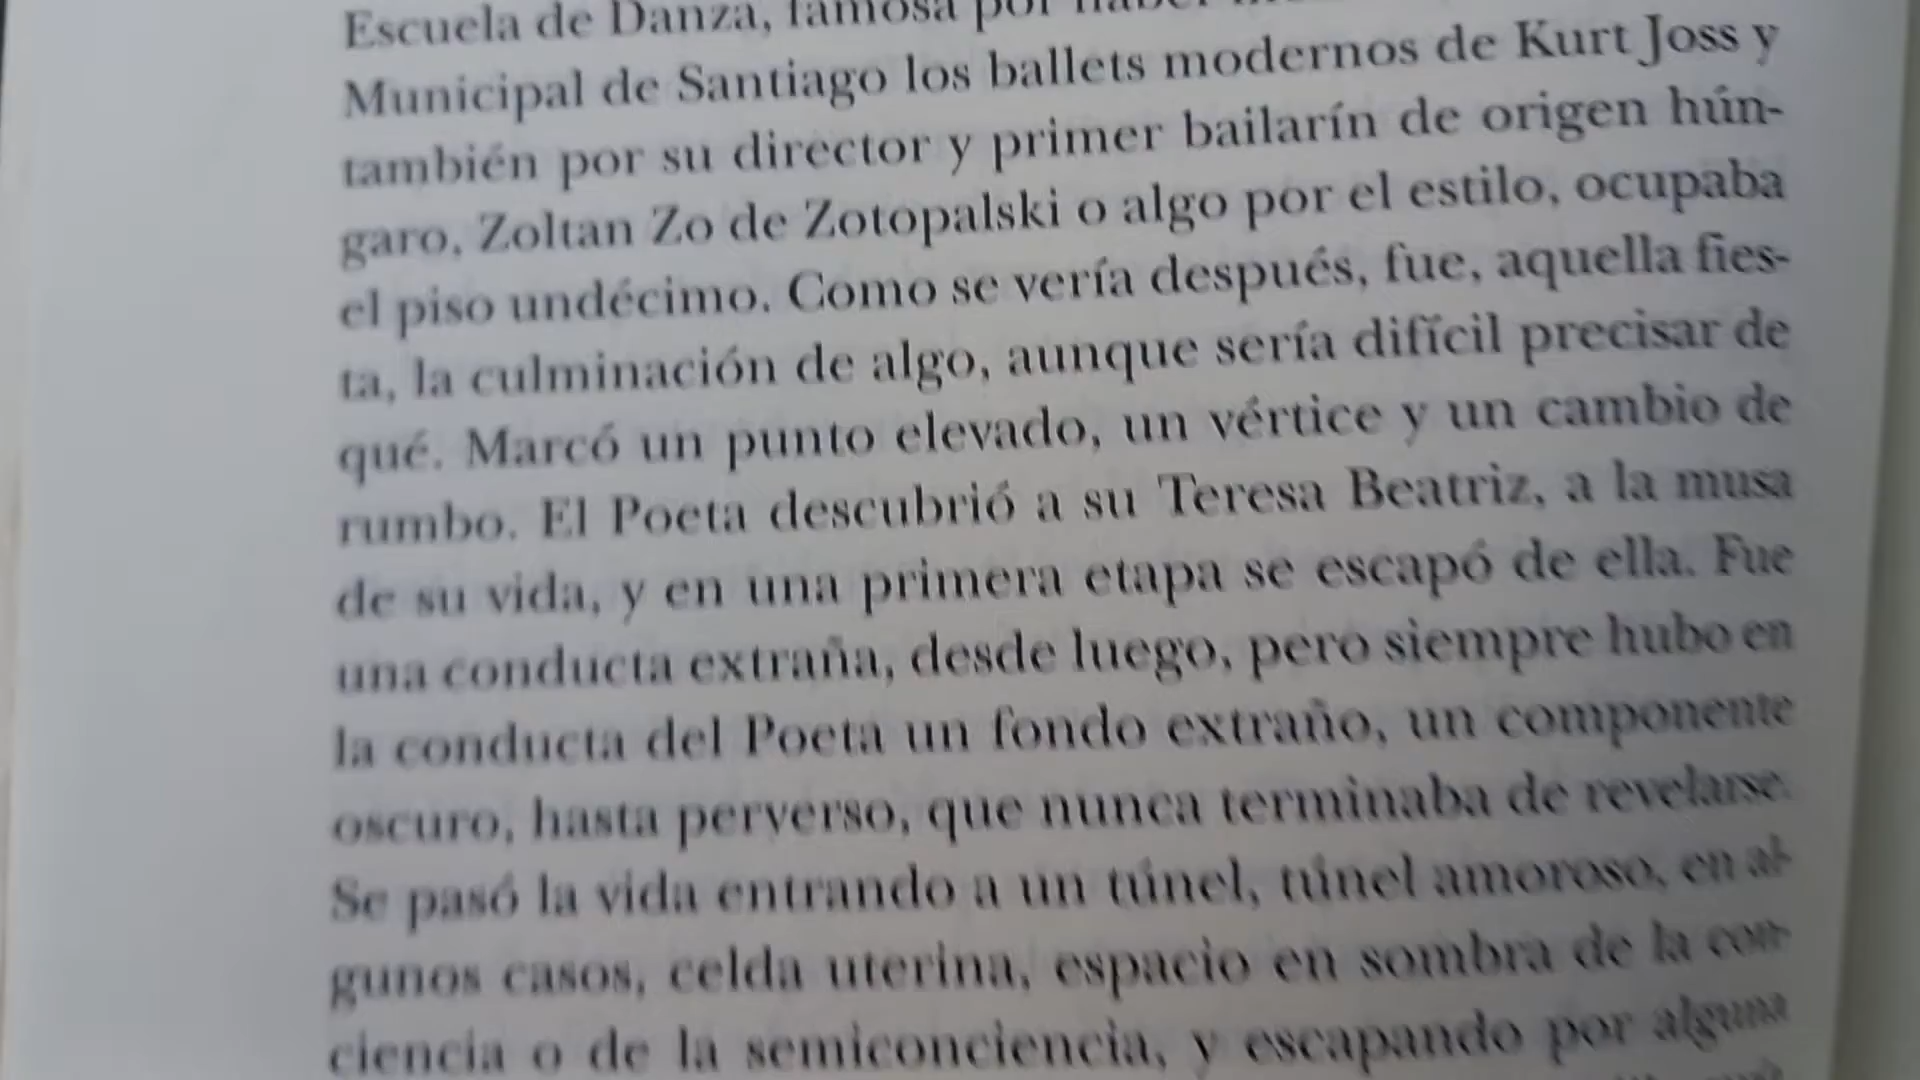 Escuela de Danza, famosa por haber
Municipal de Santiago los ballets modernos de Kurt Joss y
también por su director y primer bailarín de origen hún-
garo, Zoltan Zo de Zotopalski o algo por el estilo, ocupaba
el piso undécimo. Como se vería después, fue, aquella fies-
ta, la culminación de algo, aunque sería difícil precisar de
qué. Marcó un punto elevado, un vértice y un cambio de
rumbo. El Poeta descubrió a su Teresa Beatriz, a la musa
de su vida, y en una primera etapa se escapó de ella. Fue
una conducta extraña, desde luego, pero siempre hubo en
la conducta del Poeta un fondo extraño, un componente
oscuro, hasta perverso, que nunca terminaba de revelarse.
Se pasó la vida entrando a un túnel, túnel amoroso, en al-
gunos casos, celda uterina, espacio en sombra de la con-
ciencia o de la semiconciencia, y escapando por alguna